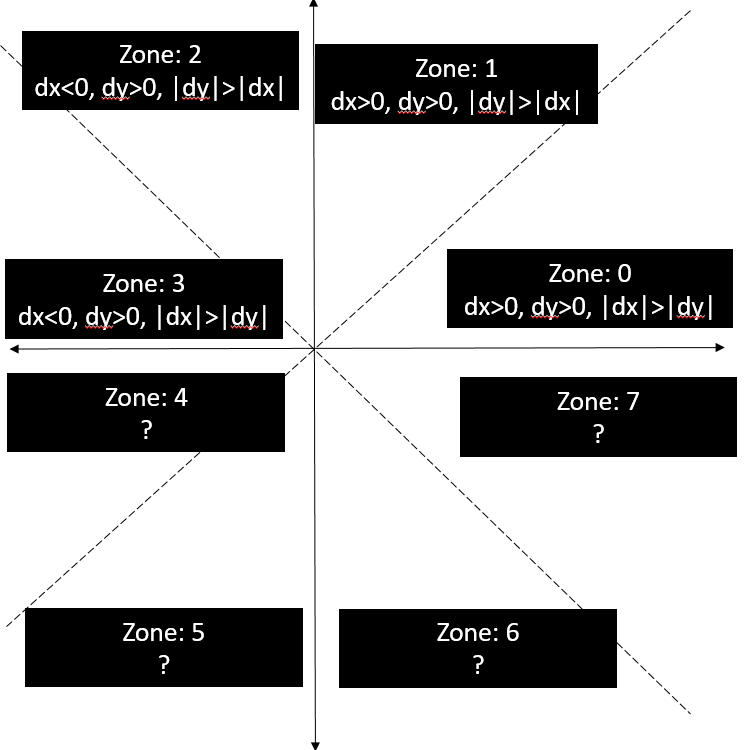 Zone: 2
dx<0, dy>0, |dy|>|dx|
Zone: 1
dx>0, dy>0, |dy|>|dx|
Zone: 3
dx<0, dy>0, |dx|>|dy|
Zone: 0
dx>0, dy>0, |dx|>|dy|
Zone: 4
?
Zone: 7
?
Zone: 5
?
Zone: 6
?